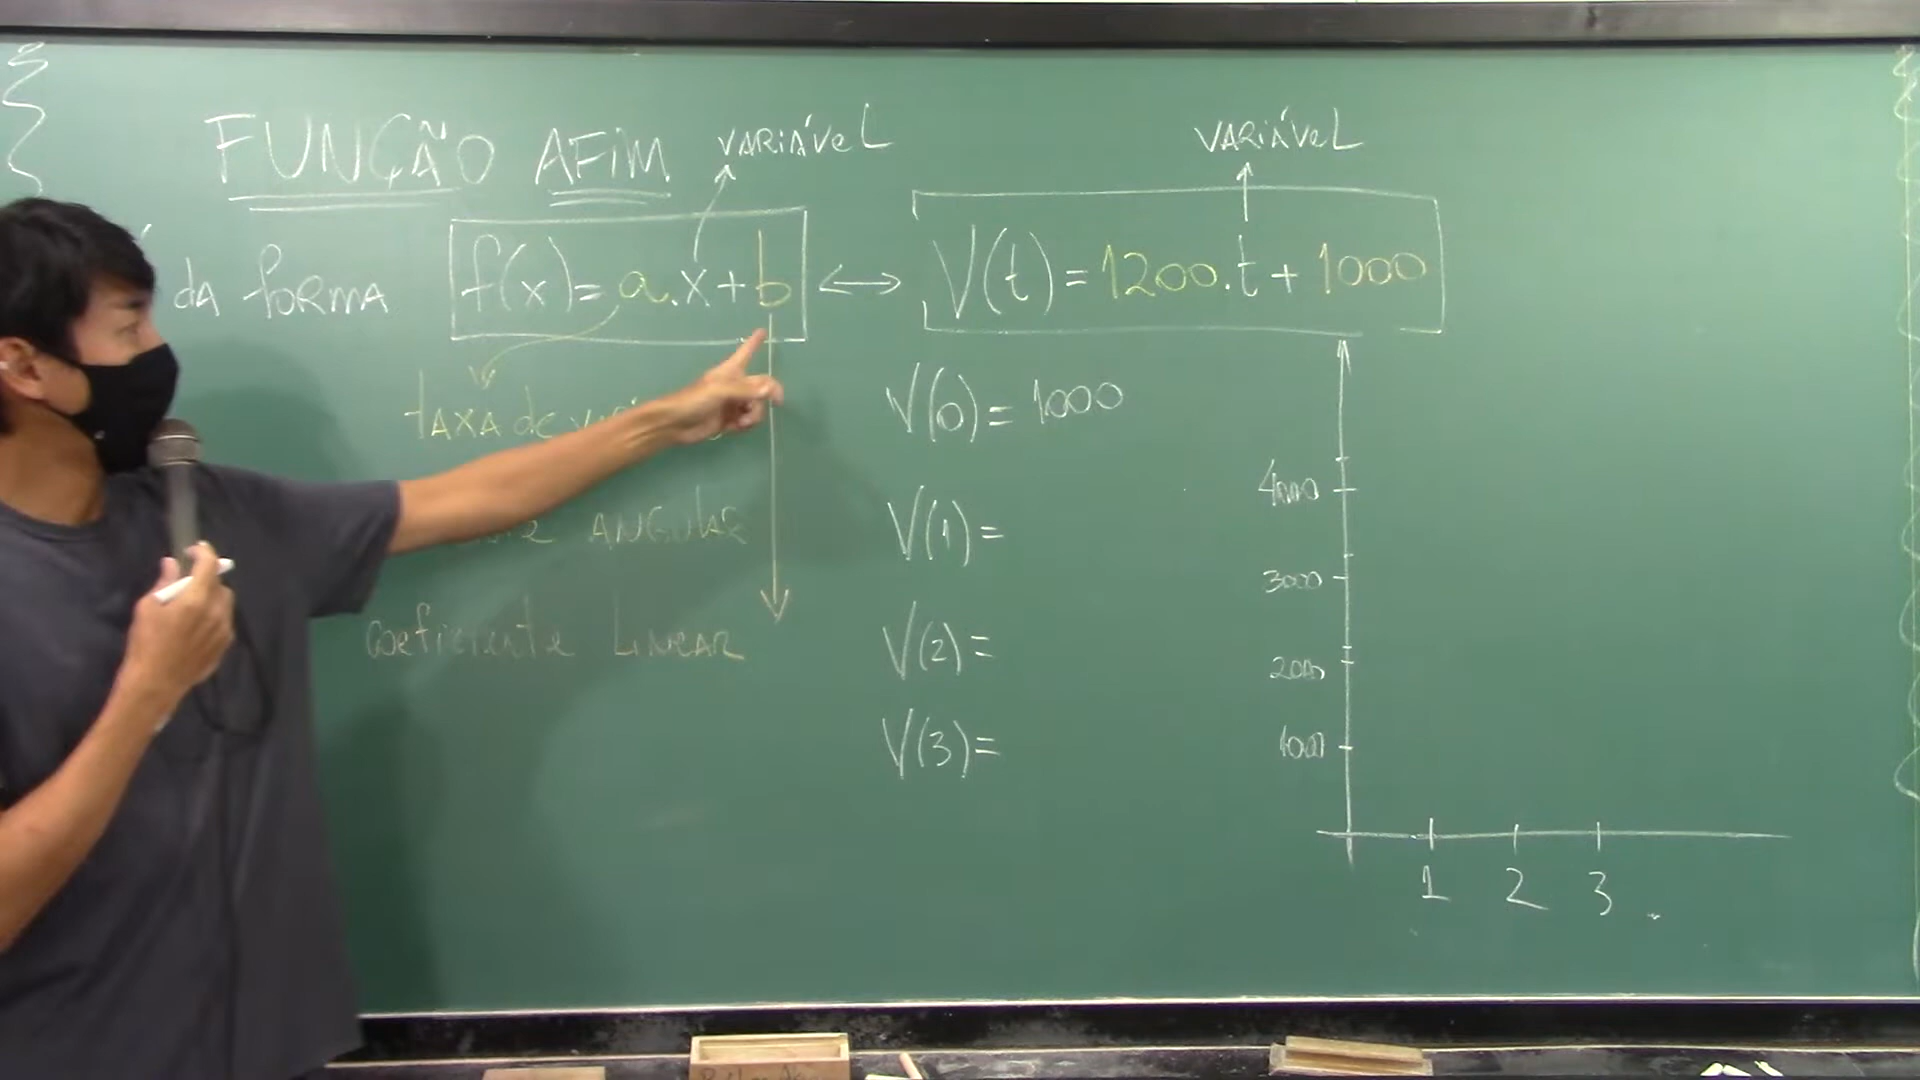 FUNÇÃO AFIM
VARIÁVEL
VARIÁVEL
da forma
f(x) = a.x + b
V(t) = 1200.t + 1000
taxa de
V(0) = 1000
ANGULAR
V(1) =
coeficiente LINEAR
V(2) =
V(3) =
4000
3000
2000
1000
1 2 3